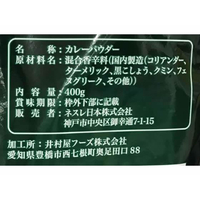 名　　称：カレーパウダー
原材料名：混合香辛料（国内製造（コリアンダー、
ターメリック、黒こしょう、クミン、フェ
ヌグリーク、その他））
内 容 量：400g
賞味期限：枠外下部に記載
販 売 者：ネスレ日本株式会社
神戸市中央区御幸通7-1-15
加工所：井村屋フーズ株式会社
愛知県豊橋市西七根町奥足田口88